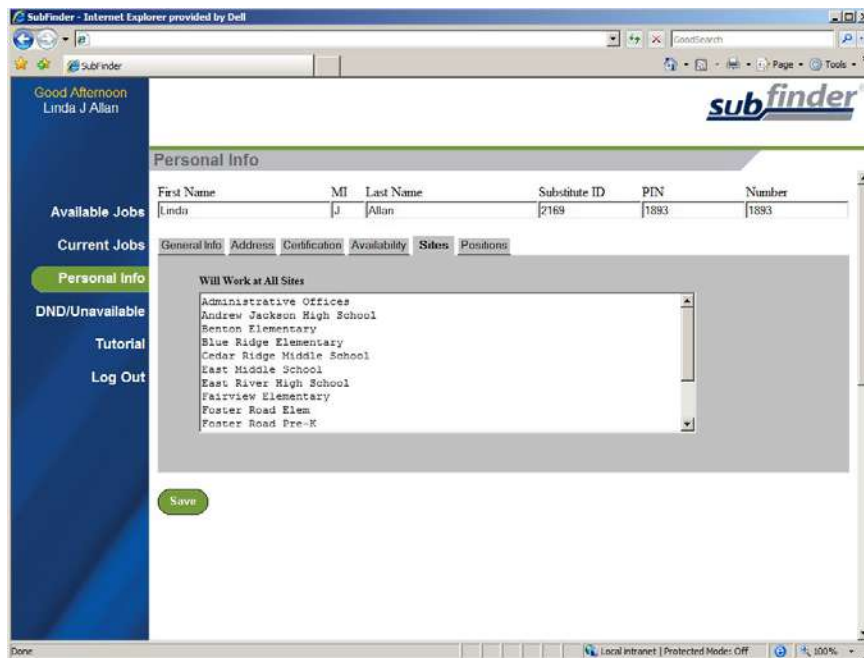 SubFinder - Internet Explorer provided by Dell
GoodSearch
SubFinder
Page
Tools
Good Afternoon
Linda J Allan
subfinder
Personal Info
First Name MI Last Name Substitute ID PIN Number
Linda J Allan 2169 1893 1893
Available Jobs
Current Jobs
Personal Info
DND/Unavailable
Tutorial
Log Out
General Info Address Certification Availability Sites Positions
Will Work at All Sites
Administrative Offices
Andrew Jackson High School
Benton Elementary
Blue Ridge Elementary
Cedar Ridge Middle School
East Middle School
East River High School
Fairview Elementary
Foster Road Elem
Foster Road Pre-K
Save
Done
Local intranet | Protected Mode: Off
100%